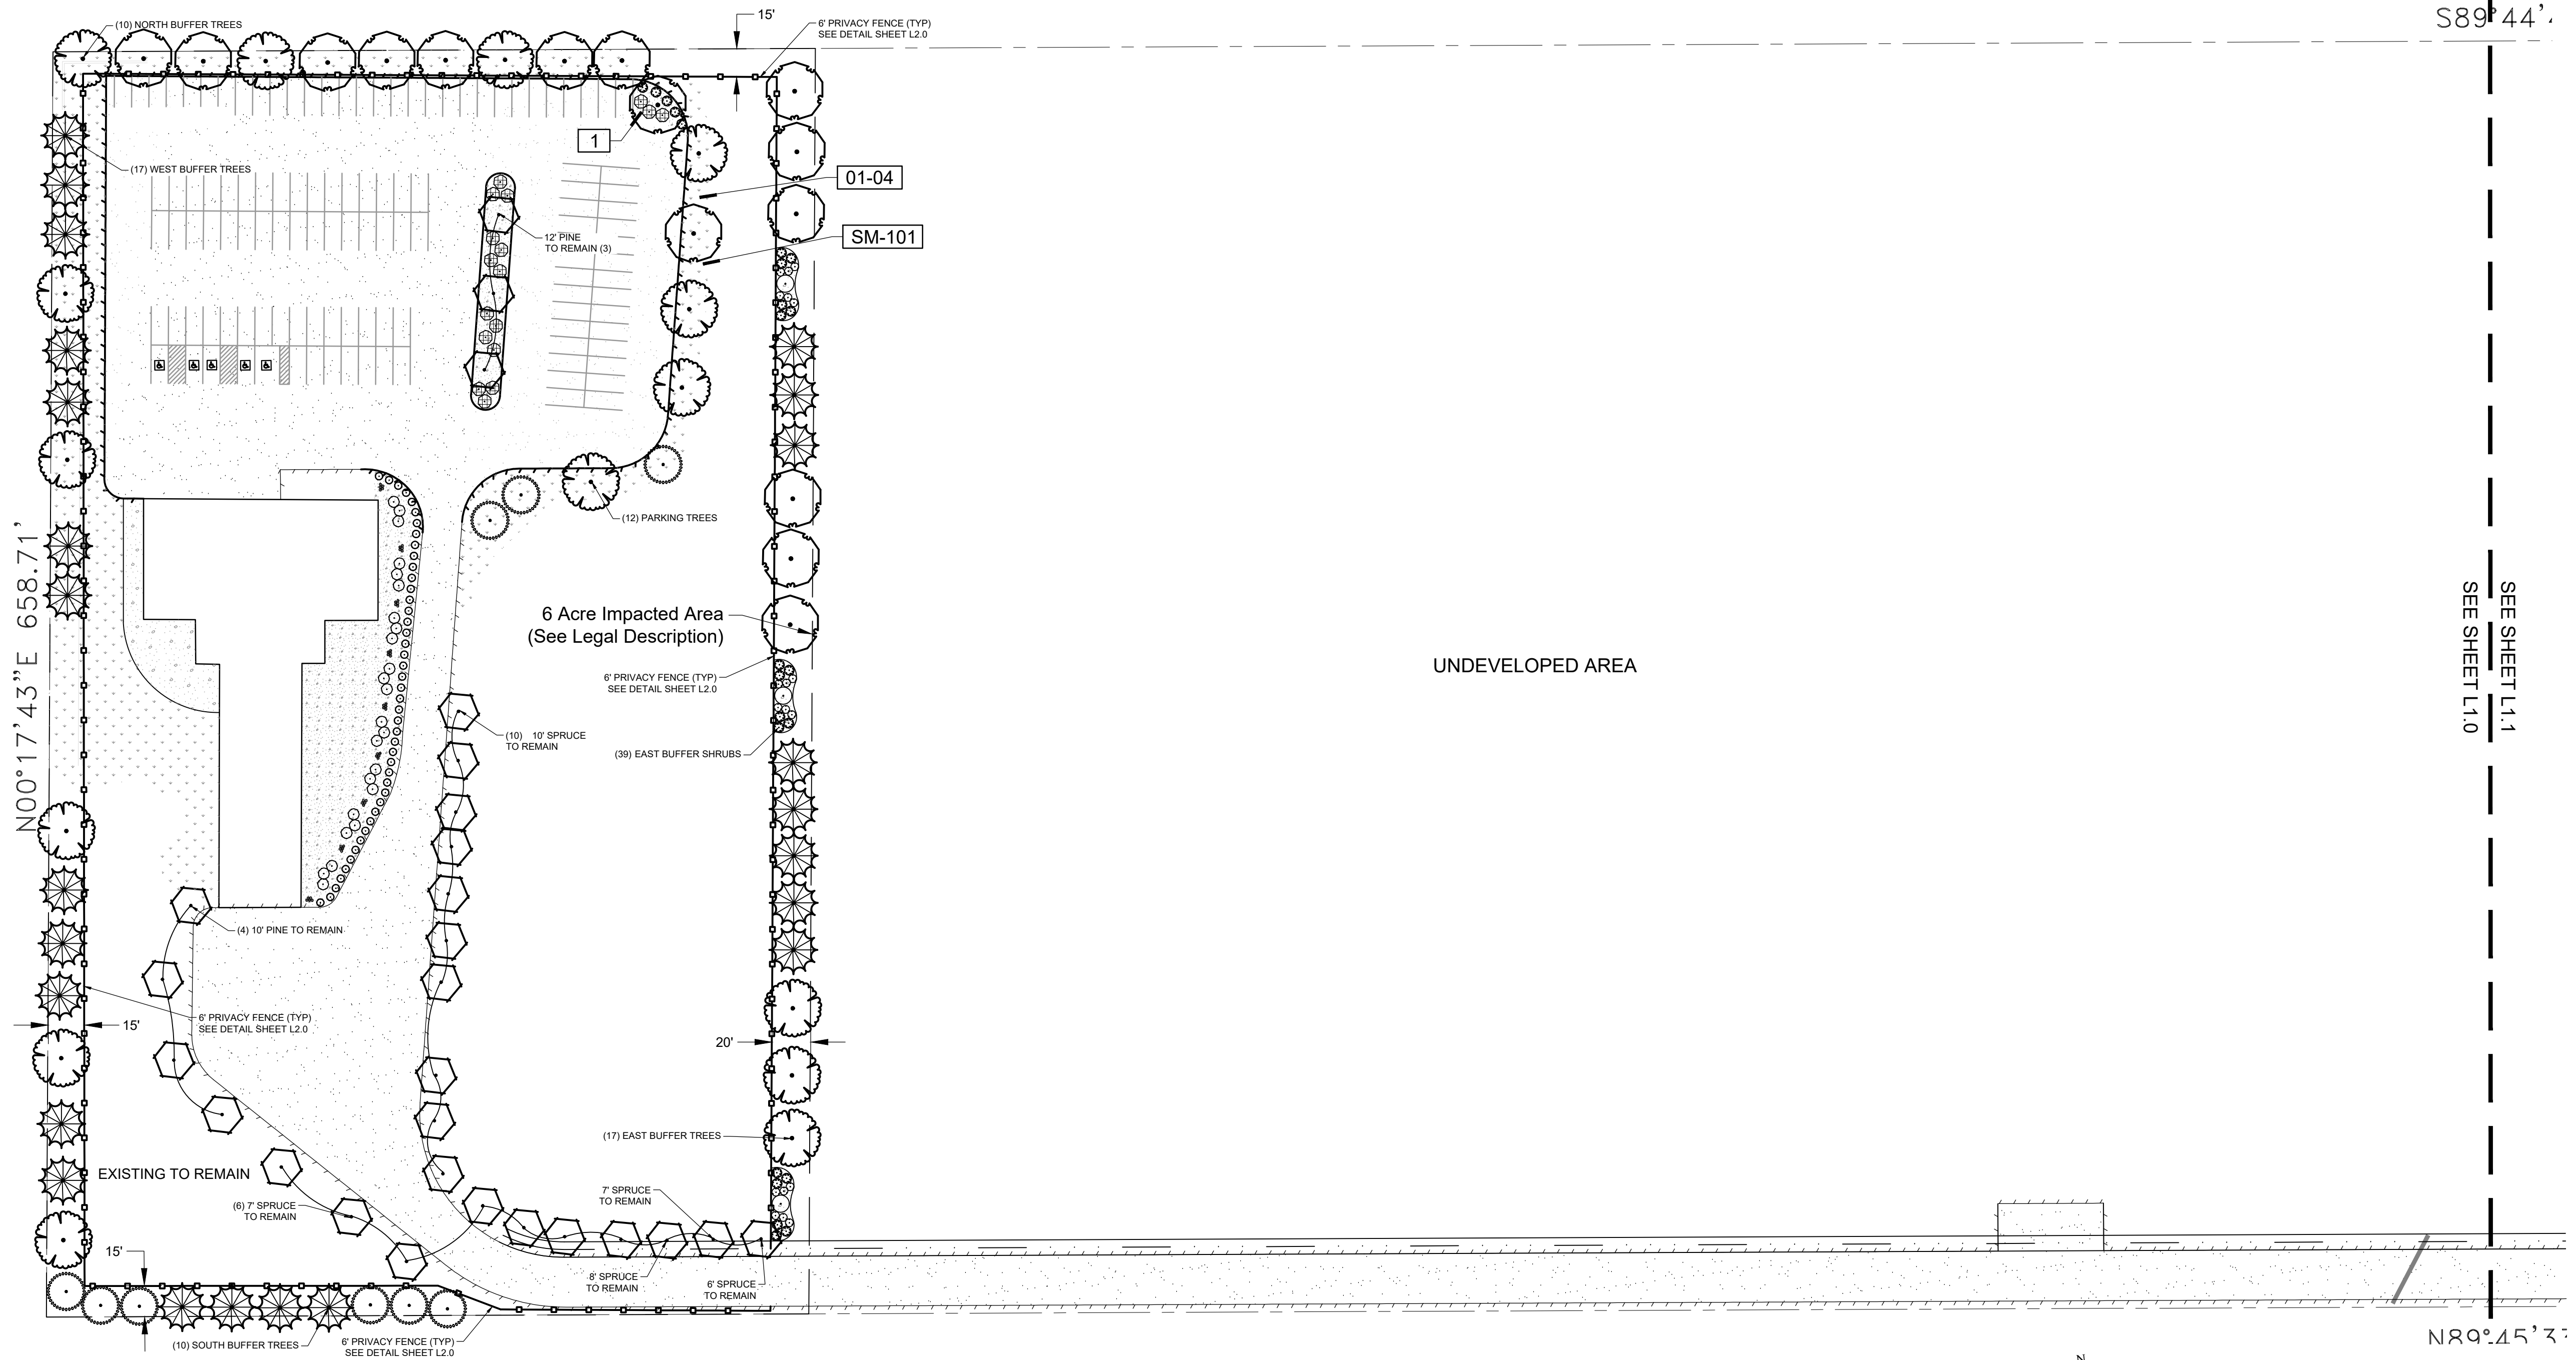 (10) NORTH BUFFER TREES
15'
6' PRIVACY FENCE (TYP)
SEE DETAIL SHEET L2.0
1
(17) WEST BUFFER TREES
01-04
SM-101
12' PINE
TO REMAIN (3)
(12) PARKING TREES
N00°17'43"E 658.71'
6 Acre Impacted Area
(See Legal Description)
6' PRIVACY FENCE (TYP)
SEE DETAIL SHEET L2.0
UNDEVELOPED AREA
SEE SHEET L1.0
SEE SHEET L1.1
(10) 10' SPRUCE
TO REMAIN
(39) EAST BUFFER SHRUBS
(4) 10' PINE TO REMAIN
6' PRIVACY FENCE (TYP)
SEE DETAIL SHEET L2.0
15'
20'
(17) EAST BUFFER TREES
EXISTING TO REMAIN
(6) 7' SPRUCE
TO REMAIN
7' SPRUCE
TO REMAIN
15'
8' SPRUCE
TO REMAIN
6' SPRUCE
TO REMAIN
(10) SOUTH BUFFER TREES
6' PRIVACY FENCE (TYP)
SEE DETAIL SHEET L2.0